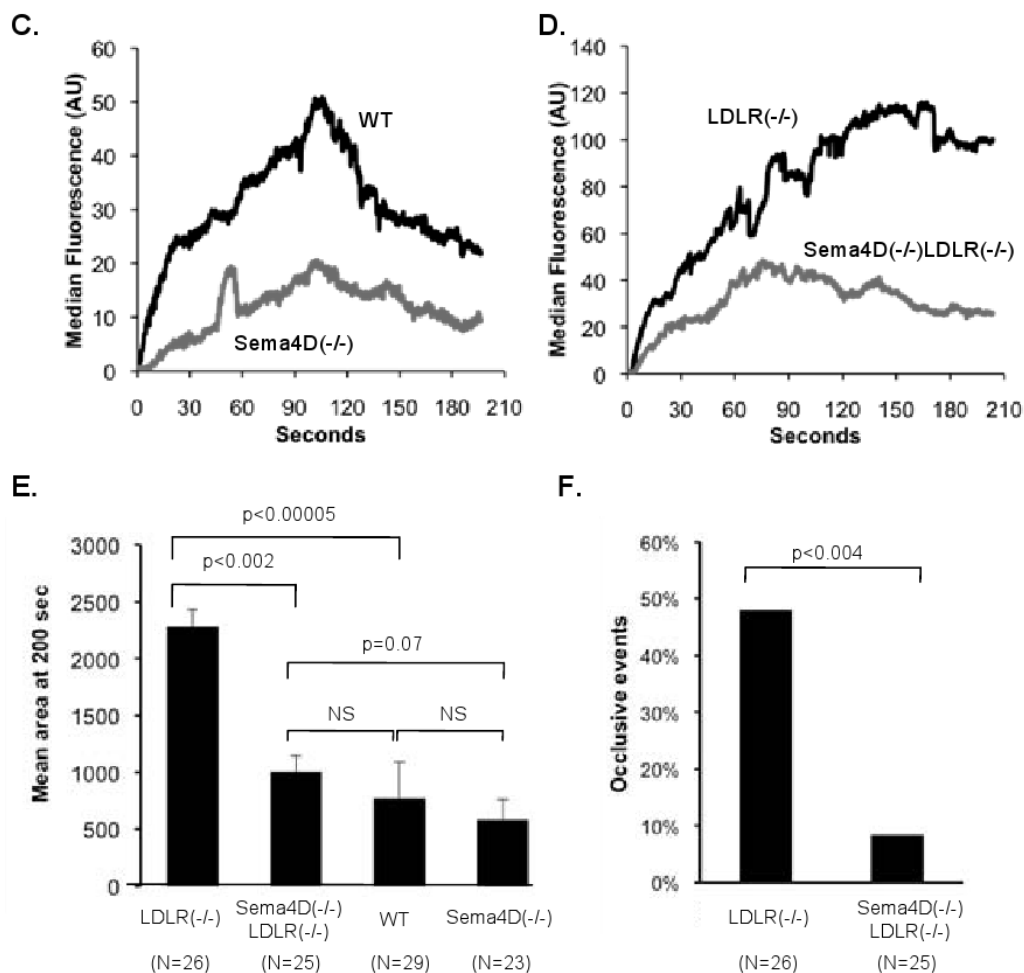 C.
60
50
40
30
20
10
0
Median Fluorescence (AU)
WT
Sema4D(-/-)
0 30 60 90 120 150 180 210
Seconds
D.
140
120
100
80
60
40
20
0
Median Fluorescence (AU)
LDLR(-/-)
Sema4D(-/-)LDLR(-/-)
0 30 60 90 120 150 180 210
Seconds
E.
p<0.00005
p<0.002
p=0.07
NS
NS
3000
2500
2000
1500
1000
500
0
Mean area at 200 sec
LDLR(-/-)
Sema4D(-/-)
LDLR(-/-)
WT
Sema4D(-/-)
(N=26)
(N=25)
(N=29)
(N=23)
F.
p<0.004
60%
50%
40%
30%
20%
10%
0%
Occlusive events
LDLR(-/-)
Sema4D(-/-)
LDLR(-/-)
(N=26)
(N=25)